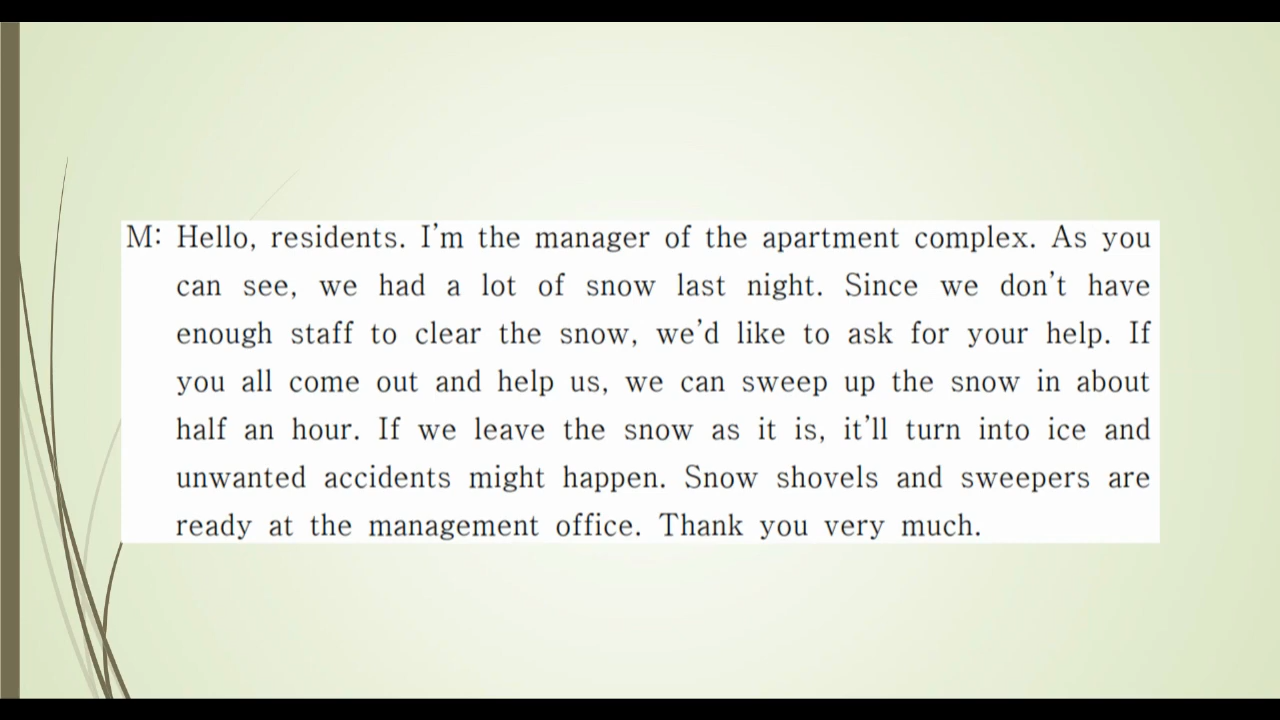 M: Hello, residents. I'm the manager of the apartment complex. As you
can see, we had a lot of snow last night. Since we don't have
enough staff to clear the snow, we'd like to ask for your help. If
you all come out and help us, we can sweep up the snow in about
half an hour. If we leave the snow as it is, it'll turn into ice and
unwanted accidents might happen. Snow shovels and sweepers are
ready at the management office. Thank you very much.